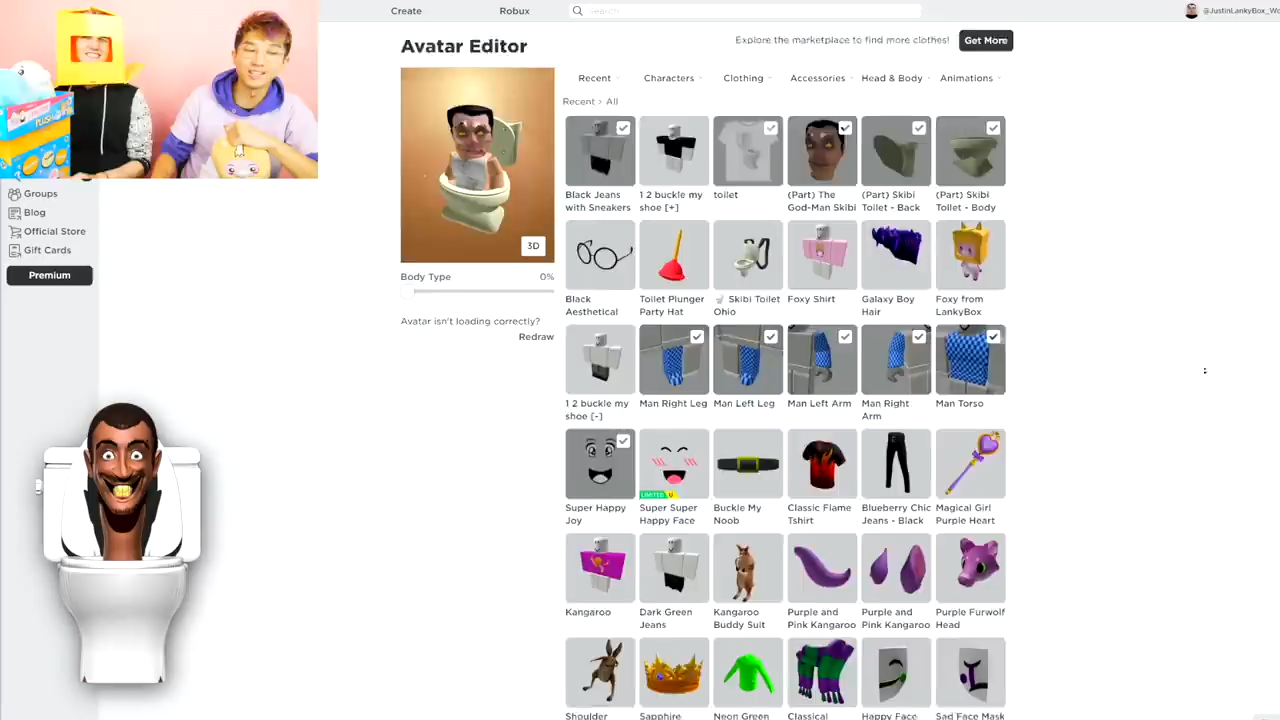 Create
Robux
Search
@JustinLankyBox_Wo
Avatar Editor
Explore the marketplace to find more clothes!
Get More
Recent
Characters
Clothing
Accessories
Head & Body
Animations
Recent > All
3D
Body Type
0%
Avatar isn't loading correctly?
Redraw
Groups
Blog
Official Store
Gift Cards
Premium
Black Jeans
with Sneakers
1 2 buckle my
shoe [+]
toilet
(Part) The
God-Man Skibi
(Part) Skibi
Toilet - Back
(Part) Skibi
Toilet - Body
Black
Aesthetical
Toilet Plunger
Party Hat
Skibi Toilet
Ohio
Foxy Shirt
Galaxy Boy
Hair
Foxy from
LankyBox
1 2 buckle my
shoe [-]
Man Right Leg
Man Left Leg
Man Left Arm
Man Right
Arm
Man Torso
Super Happy
Joy
LIMITED U
Super Super
Happy Face
Buckle My
Noob
Classic Flame
Tshirt
Blueberry Chic
Jeans - Black
Magical Girl
Purple Heart
Kangaroo
Dark Green
Jeans
Kangaroo
Buddy Suit
Purple and
Pink Kangaroo
Purple and
Pink Kangaroo
Purple Furwolf
Head
Shoulder
Sapphire
Neon Green
Classical
Happy Face
Sad Face Mask